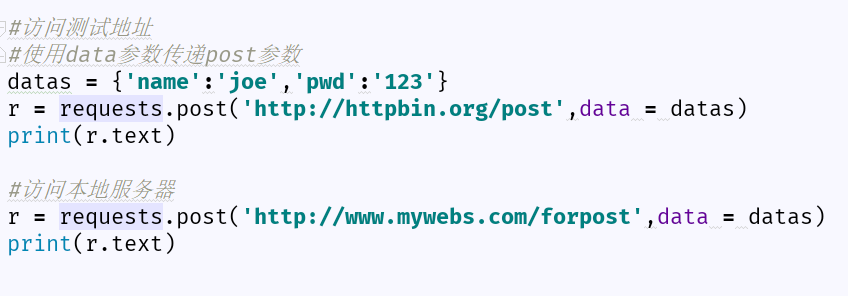 #访问测试地址
#使用data参数传递post参数
datas = {'name':'joe','pwd':'123'}
r = requests.post('http://httpbin.org/post',data = datas)
print(r.text)
#访问本地服务器
r = requests.post('http://www.mywebs.com/forpost',data = datas)
print(r.text)